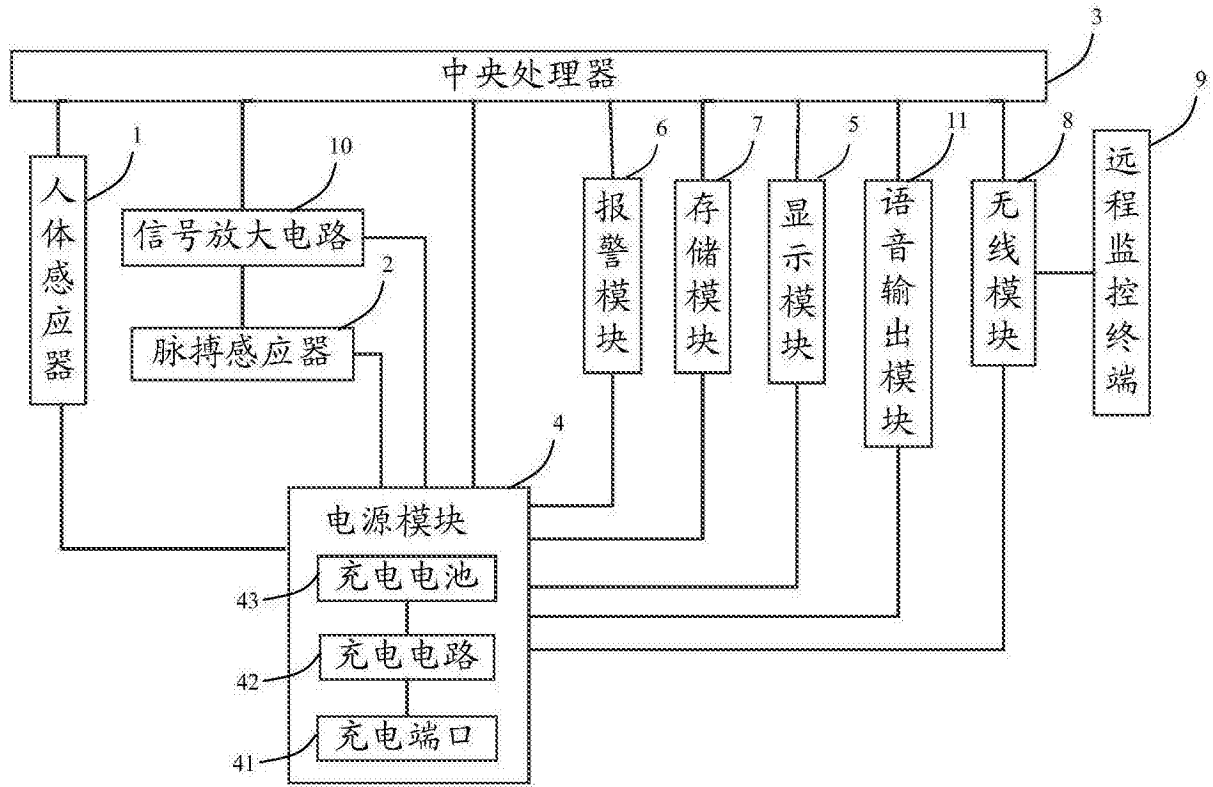 3
中央处理器
9
1
10
6
7
5
11
8
人体感应器
信号放大电路
2
脉搏感应器
报警模块
存储模块
显示模块
语音输出模块
无线模块
远程监控终端
4
电源模块
充电电池
43
充电电路
42
充电端口
41